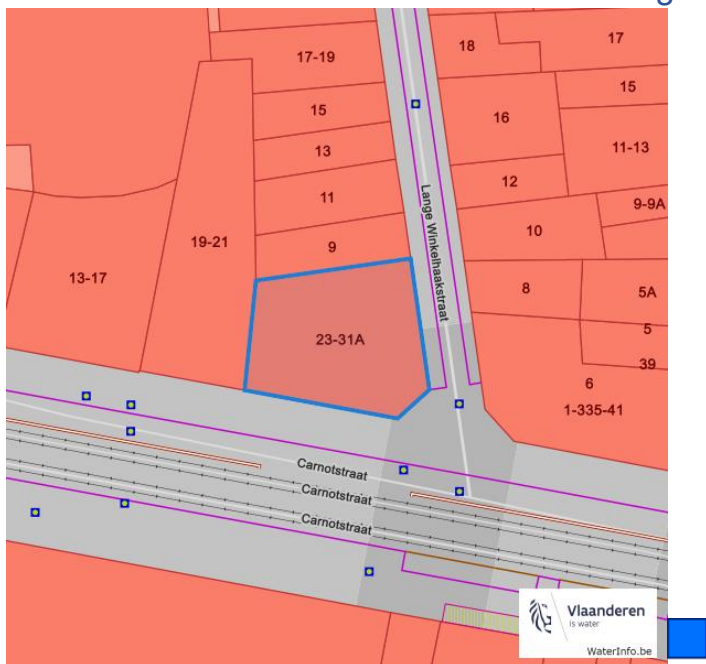 g
17-19
18
17
15
15
16
13
11-13
12
11
9-9A
Lange Winkelhaakstraat
10
19-21
9
13-17
8
5A
5
23-31A
39
6
1-335-41
Carnotstraat
Carnotstraat
Carnotstraat
Vlaanderen
is water
WaterInfo.be